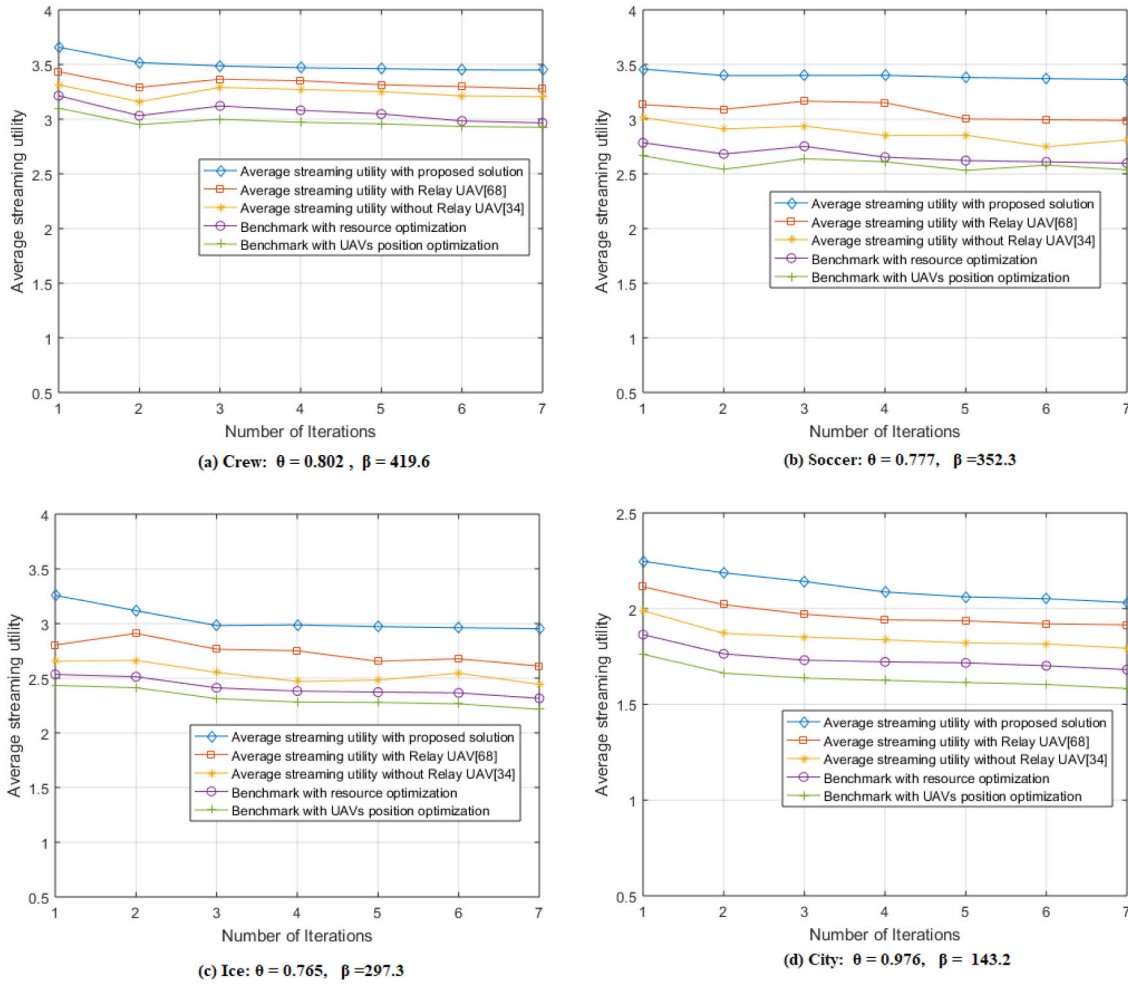 4
3.5
3
2.5
2
1.5
1
0.5
Average streaming utility
Average streaming utility with proposed solution
Average streaming utility with Relay UAV[68]
Average streaming utility without Relay UAV[34]
Benchmark with resource optimization
Benchmark with UAVs position optimization
1 2 3 4 5 6 7
Number of Iterations
(a) Crew: θ = 0.802 , β = 419.6
4
3.5
3
2.5
2
1.5
1
0.5
Average streaming utility
Average streaming utility with proposed solution
Average streaming utility with Relay UAV[68]
Average streaming utility without Relay UAV[34]
Benchmark with resource optimization
Benchmark with UAVs position optimization
1 2 3 4 5 6 7
Number of Iterations
(b) Soccer: θ = 0.777, β =352.3
4
3.5
3
2.5
2
1.5
1
0.5
Average streaming utility
Average streaming utility with proposed solution
Average streaming utility with Relay UAV[68]
Average streaming utility without Relay UAV[34]
Benchmark with resource optimization
Benchmark with UAVs position optimization
1 2 3 4 5 6 7
Number of Iterations
(c) Ice: θ = 0.765, β =297.3
2.5
2
1.5
1
0.5
Average streaming utility
Average streaming utility with proposed solution
Average streaming utility with Relay UAV[68]
Average streaming utility without Relay UAV[34]
Benchmark with resource optimization
Benchmark with UAVs position optimization
1 2 3 4 5 6 7
Number of Iterations
(d) City: θ = 0.976, β = 143.2